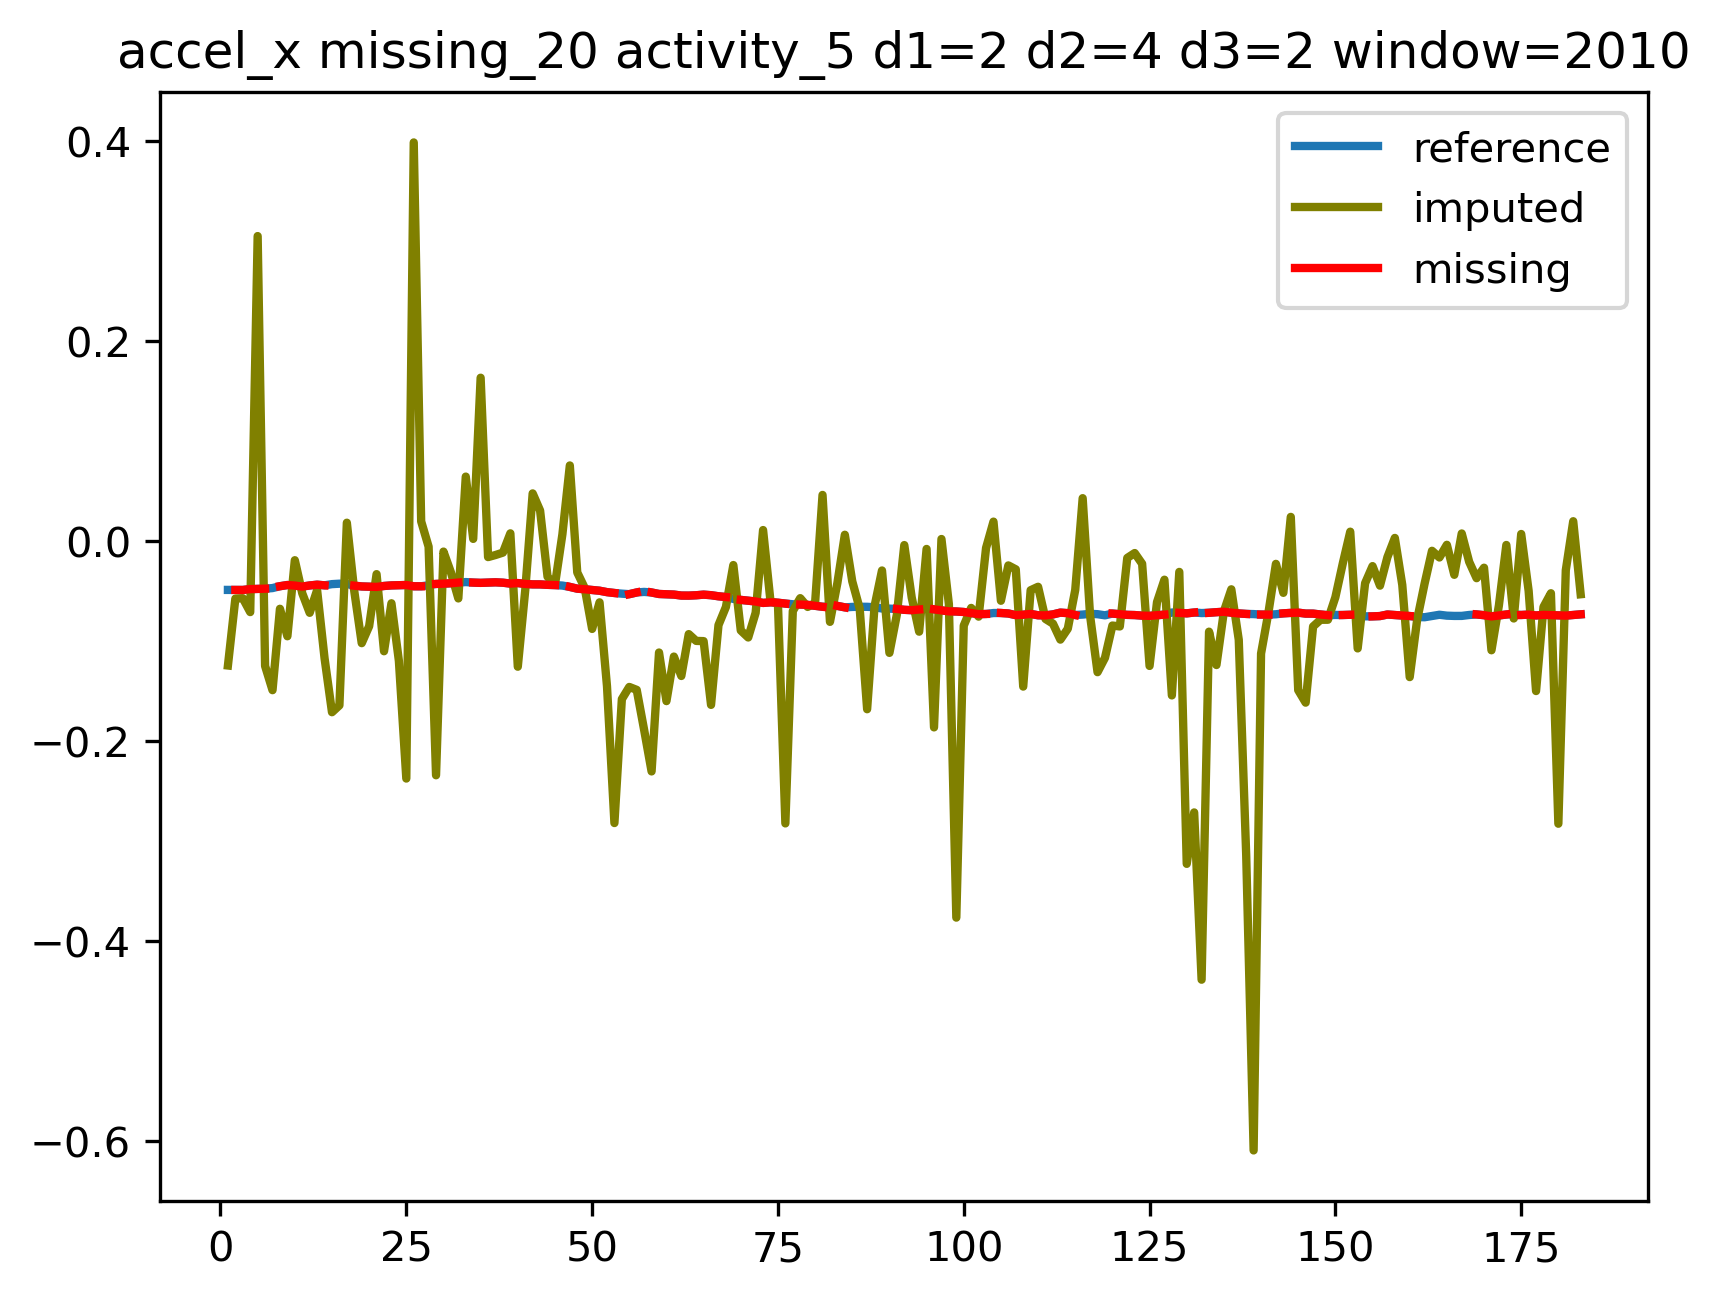 accel_x missing_20 activity_5 d1=2 d2=4 d3=2 window=2010
reference
imputed
missing
0.4
0.2
0.0
−0.2
−0.4
−0.6
0 25 50 75 100 125 150 175